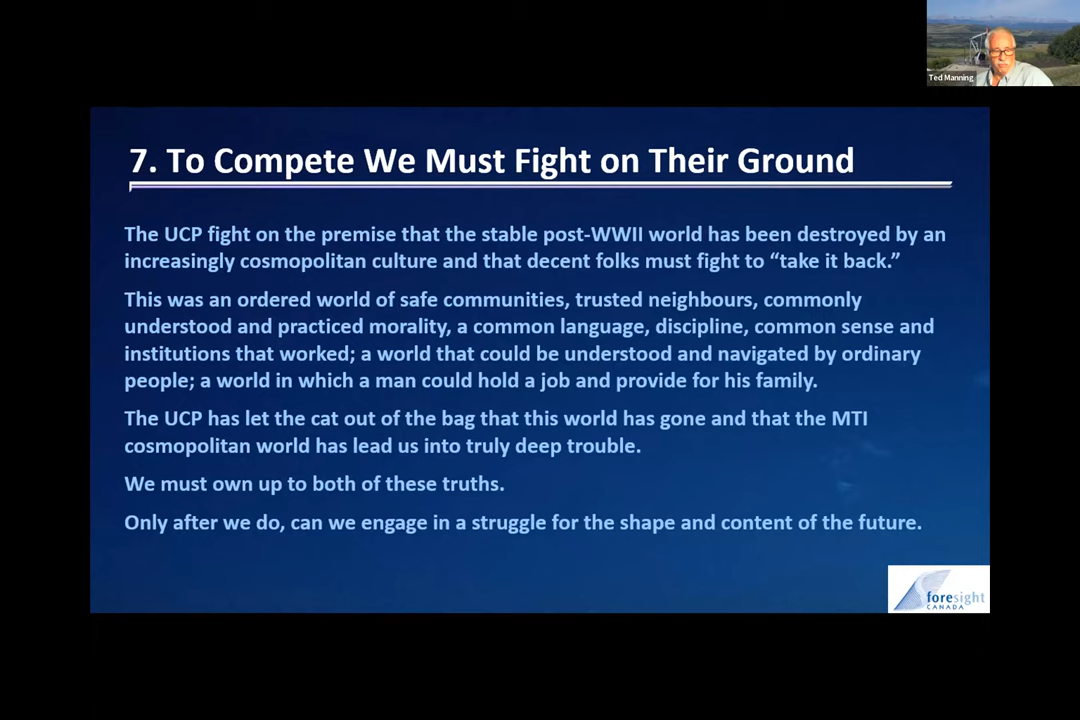 Ted Manning
7. To Compete We Must Fight on Their Ground
The UCP fight on the premise that the stable post-WWII world has been destroyed by an
increasingly cosmopolitan culture and that decent folks must fight to “take it back.”
This was an ordered world of safe communities, trusted neighbours, commonly
understood and practiced morality, a common language, discipline, common sense and
institutions that worked; a world that could be understood and navigated by ordinary
people; a world in which a man could hold a job and provide for his family.
The UCP has let the cat out of the bag that this world has gone and that the MTI
cosmopolitan world has lead us into truly deep trouble.
We must own up to both of these truths.
Only after we do, can we engage in a struggle for the shape and content of the future.
foresight
CANADA